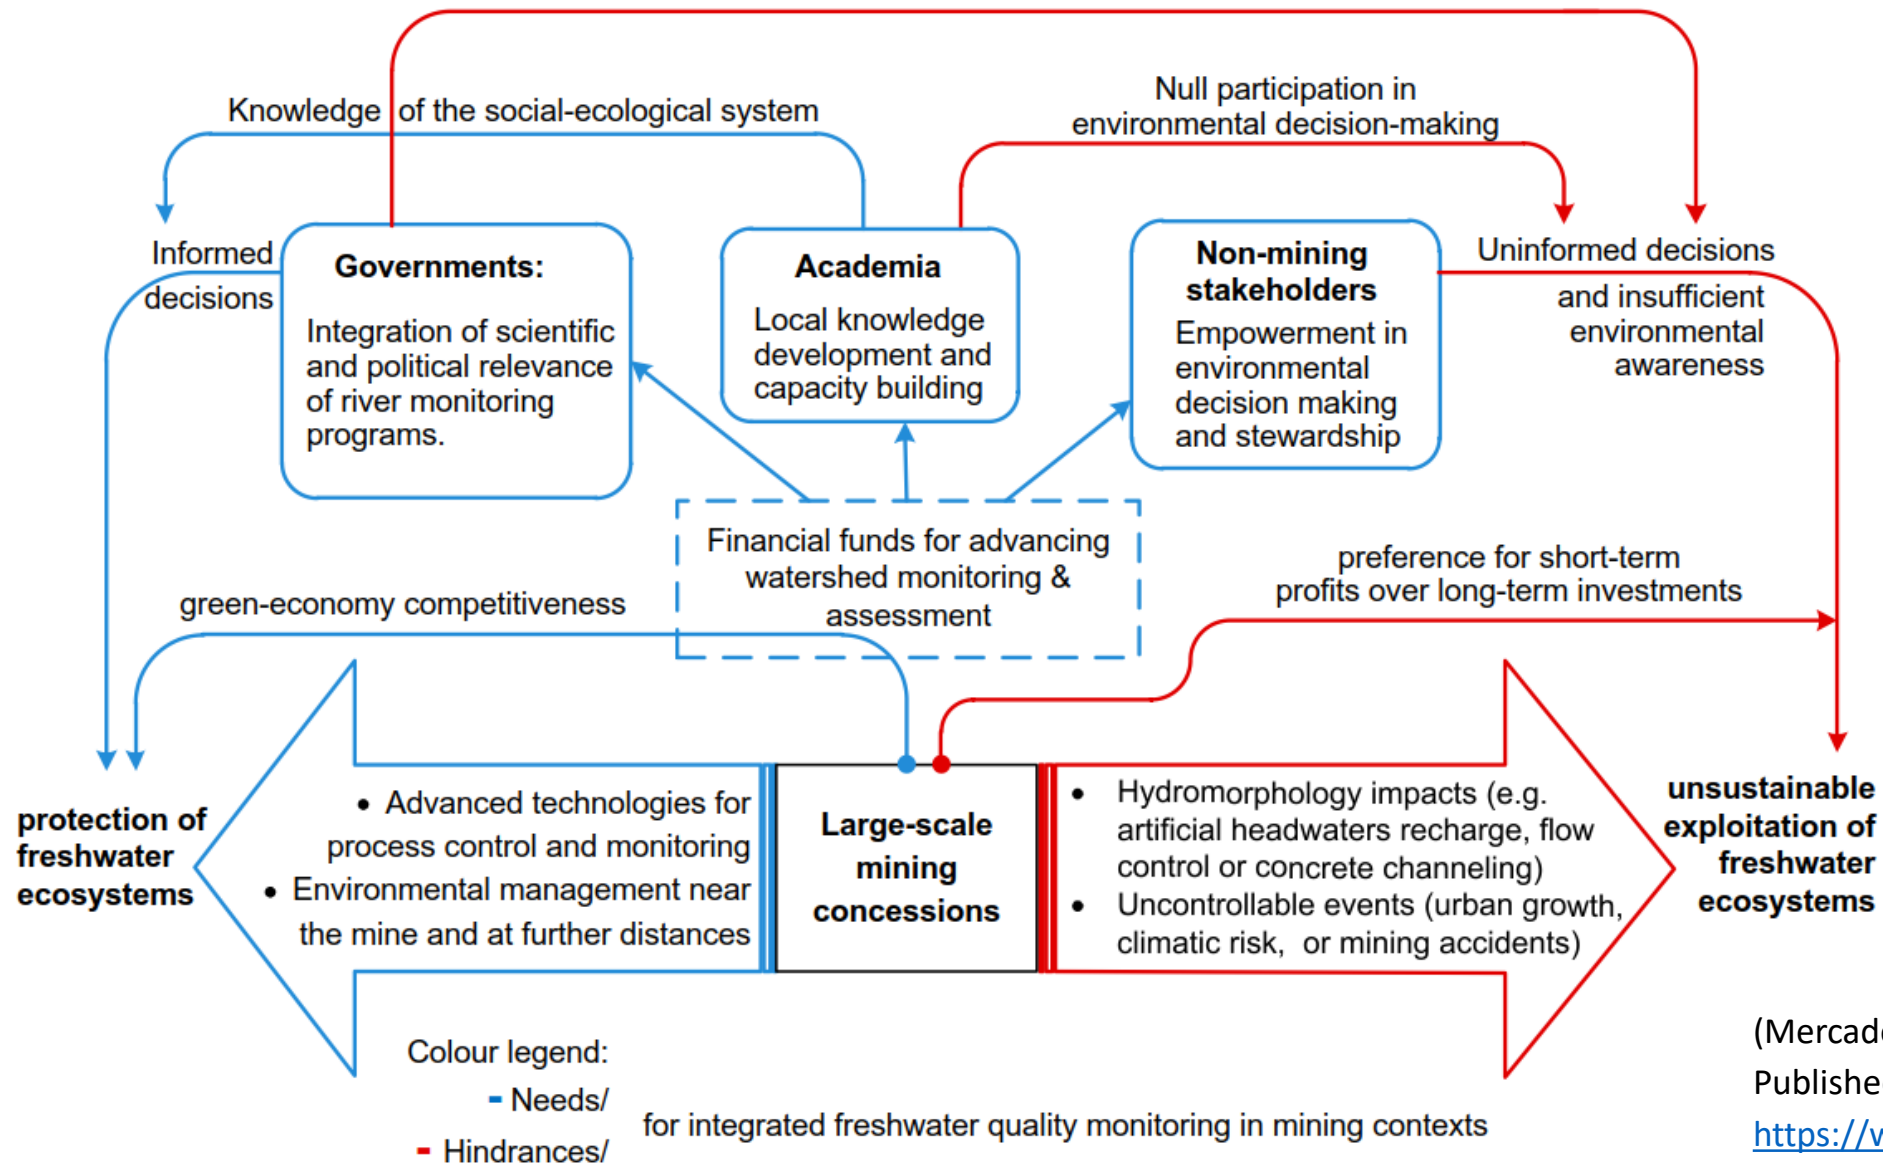 Knowledge of the social-ecological system
Null participation in
environmental decision-making
Informed
decisions
Governments:
Integration of scientific
and political relevance
of river monitoring
programs.
Academia
Local knowledge
development and
capacity building
Non-mining
stakeholders
Empowerment in
environmental
decision making
and stewardship
Uninformed decisions
and insufficient
environmental
awareness
Financial funds for advancing
watershed monitoring &
assessment
green-economy competitiveness
preference for short-term
profits over long-term investments
protection of
freshwater
ecosystems
• Advanced technologies for
process control and monitoring
• Environmental management near
the mine and at further distances
Large-scale
mining
concessions
• Hydromorphology impacts (e.g.
artificial headwaters recharge, flow
control or concrete channeling)
• Uncontrollable events (urban growth,
climatic risk, or mining accidents)
unsustainable
exploitation of
freshwater
ecosystems
Colour legend:
- Needs/
- Hindrances/
for integrated freshwater quality monitoring in mining contexts
https://